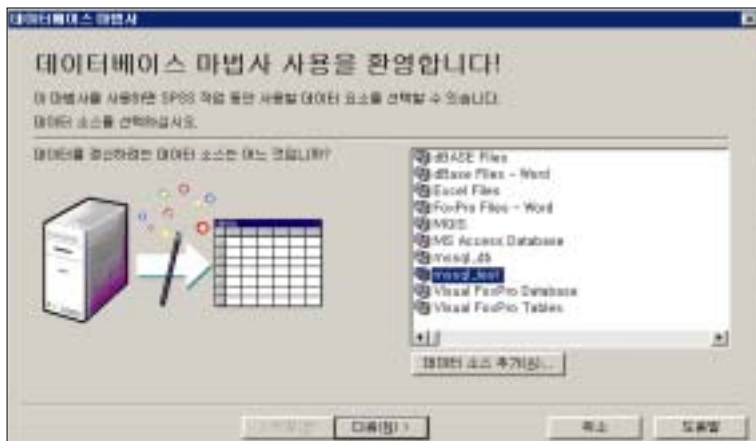 데이터베이스 마법사
데이터베이스 마법사 사용을 환영합니다!
이 마법사를 사용하면 SPSS 작업 동안 사용할 데이터 요소를 선택할 수 있습니다.
데이터 소스를 선택하십시오.
데이터를 갱신하려는 데이터 소스는 어느 것입니까?
dBASE Files
dBase Files - Word
Excel Files
FoxPro Files - Word
MQIS
MS Access Database
mssql_db
mssql_test
Visual FoxPro Database
Visual FoxPro Tables
데이터 소스 추가(A)...
다음(N) >
취소
도움말